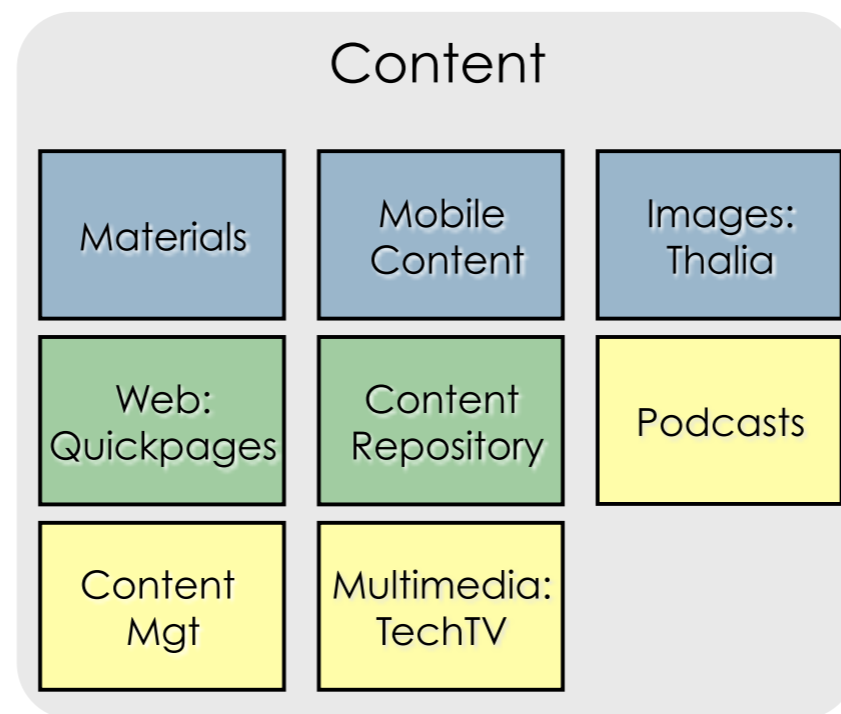 Content
Materials
Mobile
Content
Images:
Thalia
Web:
Quickpages
Content
Repository
Podcasts
Content
Mgt
Multimedia:
TechTV